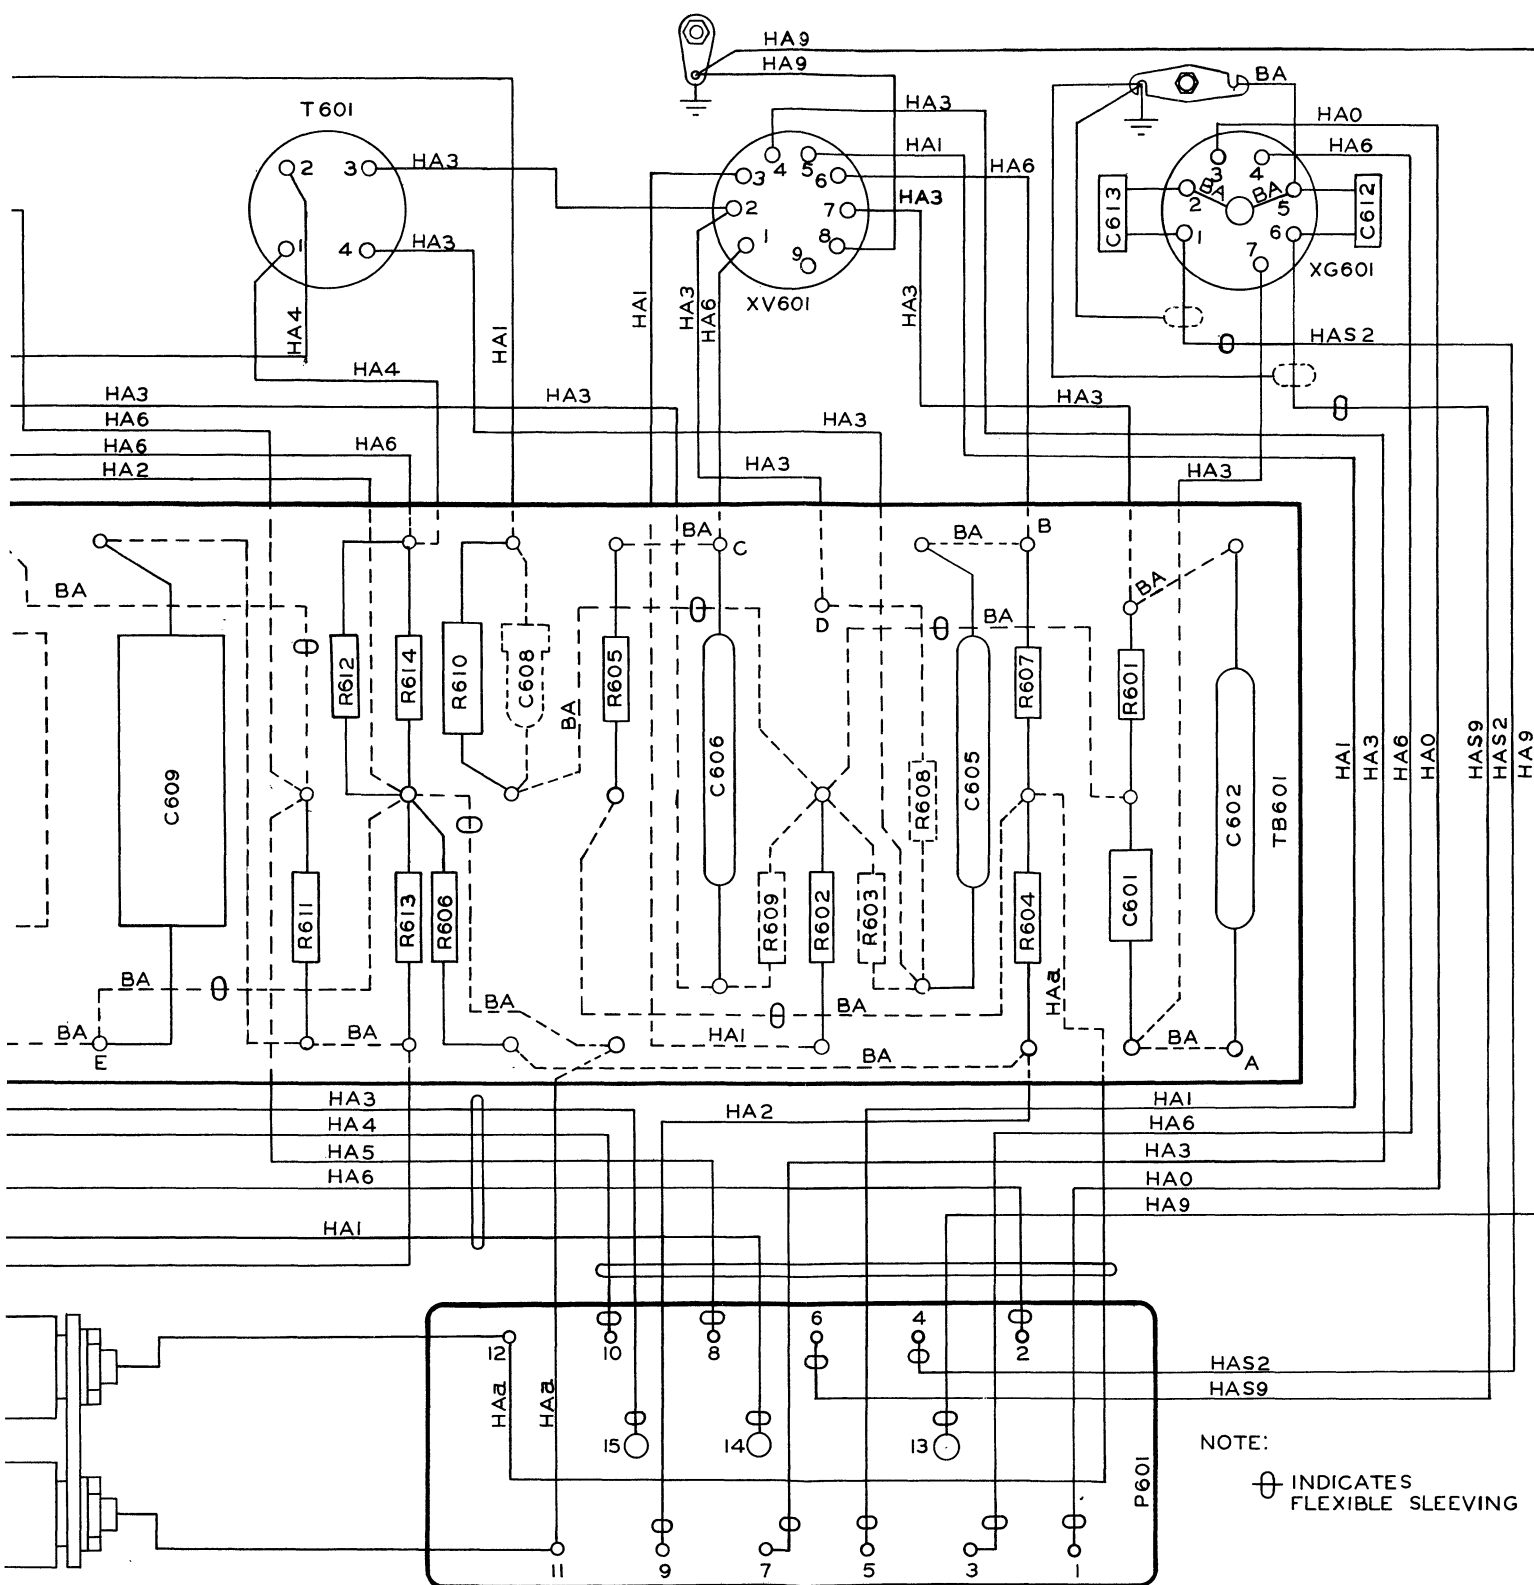 HA9
HA9
T601
HA3
BA
HA0
HA1
HA6
2
3
HA3
4
5
3
6
HA6
3
4
C613
2
BA
BA
5
C612
2
7
HA3
1
4
HA3
1
8
9
1
6
7
XV601
XG601
HA4
HA1
HA1
HA3
HA6
HA3
HAS2
HA4
HA3
HA3
HA3
HA3
HA6
HA6
HA6
HA2
HA3
HA3
BA
C
BA
B
BA
BA
D
BA
R612
R614
R610
C608
R605
BA
C606
R607
R601
C609
R608
C605
C602
TB601
HA1
HA3
HA6
HA0
HAS9
HAS2
HA9
R611
R613
R606
R609
R602
R603
R604
C601
BA
BA
BA
HAa
BA
E
BA
HA1
BA
BA
A
HA3
HA2
HA1
HA4
HA6
HA5
HA3
HA6
HA0
HA9
HA1
12
10
8
6
4
2
HAS2
HAS9
HAa
HAa
15
14
13
P601
NOTE:
INDICATES
FLEXIBLE SLEEVING
11
9
7
5
3
1